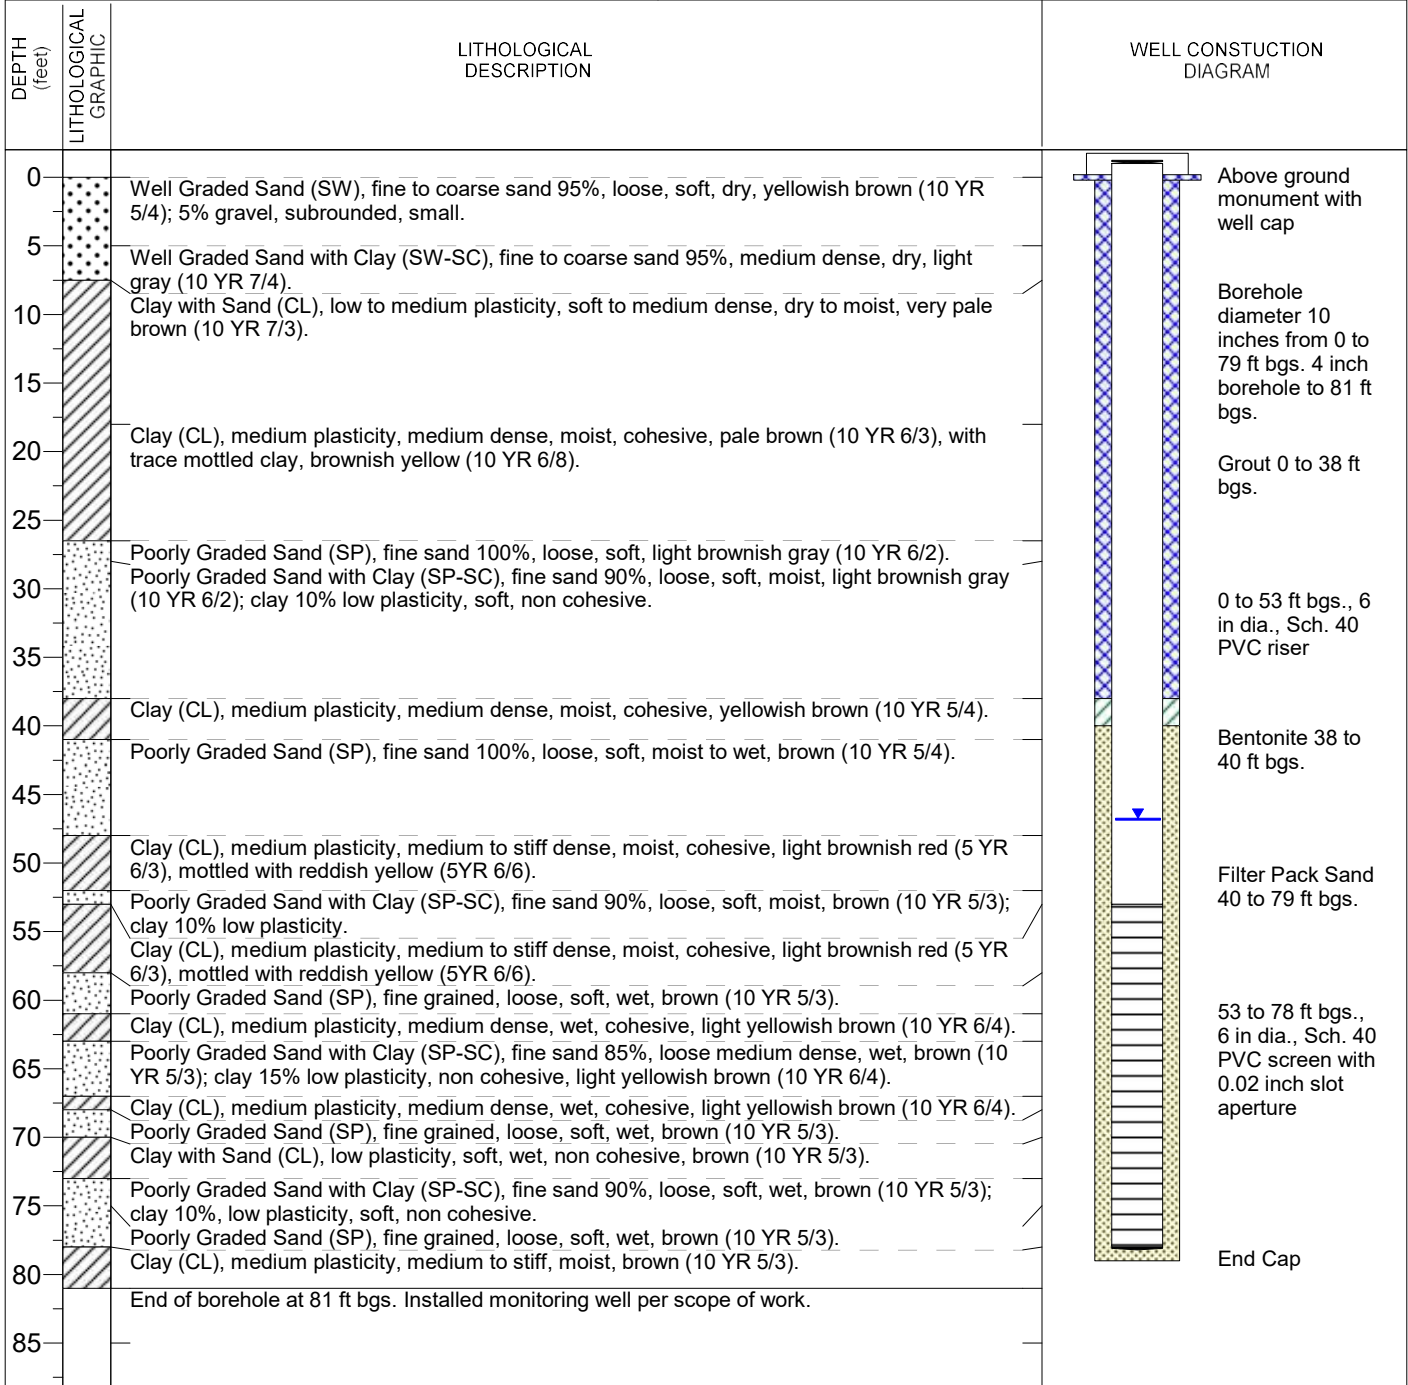 DEPTH
(feet)
LITHOLOGICAL
GRAPHIC
LITHOLOGICAL
DESCRIPTION
WELL CONSTUCTION
DIAGRAM
0
5
10
15
20
25
30
35
40
45
50
55
60
65
70
75
80
85
Well Graded Sand (SW), fine to coarse sand 95%, loose, soft, dry, yellowish brown (10 YR
5/4); 5% gravel, subrounded, small.
Well Graded Sand with Clay (SW-SC), fine to coarse sand 95%, medium dense, dry, light
gray (10 YR 7/4).
Clay with Sand (CL), low to medium plasticity, soft to medium dense, dry to moist, very pale
brown (10 YR 7/3).
Clay (CL), medium plasticity, medium dense, moist, cohesive, pale brown (10 YR 6/3), with
trace mottled clay, brownish yellow (10 YR 6/8).
Poorly Graded Sand (SP), fine sand 100%, loose, soft, light brownish gray (10 YR 6/2).
Poorly Graded Sand with Clay (SP-SC), fine sand 90%, loose, soft, moist, light brownish gray
(10 YR 6/2); clay 10% low plasticity, soft, non cohesive.
Clay (CL), medium plasticity, medium dense, moist, cohesive, yellowish brown (10 YR 5/4).
Poorly Graded Sand (SP), fine sand 100%, loose, soft, moist to wet, brown (10 YR 5/4).
Clay (CL), medium plasticity, medium to stiff dense, moist, cohesive, light brownish red (5 YR
6/3), mottled with reddish yellow (5YR 6/6).
Poorly Graded Sand with Clay (SP-SC), fine sand 90%, loose, soft, moist, brown (10 YR 5/3);
clay 10% low plasticity.
Clay (CL), medium plasticity, medium to stiff dense, moist, cohesive, light brownish red (5 YR
6/3), mottled with reddish yellow (5YR 6/6).
Poorly Graded Sand (SP), fine grained, loose, soft, wet, brown (10 YR 5/3).
Clay (CL), medium plasticity, medium dense, wet, cohesive, light yellowish brown (10 YR 6/4).
Poorly Graded Sand with Clay (SP-SC), fine sand 85%, loose medium dense, wet, brown (10
YR 5/3); clay 15% low plasticity, non cohesive, light yellowish brown (10 YR 6/4).
Clay (CL), medium plasticity, medium dense, wet, cohesive, light yellowish brown (10 YR 6/4).
Poorly Graded Sand (SP), fine grained, loose, soft, wet, brown (10 YR 5/3).
Clay with Sand (CL), low plasticity, soft, wet, non cohesive, brown (10 YR 5/3).
Poorly Graded Sand with Clay (SP-SC), fine sand 90%, loose, soft, wet, brown (10 YR 5/3);
clay 10%, low plasticity, soft, non cohesive.
Poorly Graded Sand (SP), fine grained, loose, soft, wet, brown (10 YR 5/3).
Clay (CL), medium plasticity, medium to stiff, moist, brown (10 YR 5/3).
End of borehole at 81 ft bgs. Installed monitoring well per scope of work.
Above ground
monument with
well cap
Borehole
diameter 10
inches from 0 to
79 ft bgs. 4 inch
borehole to 81 ft
bgs.
Grout 0 to 38 ft
bgs.
0 to 53 ft bgs., 6
in dia., Sch. 40
PVC riser
Bentonite 38 to
40 ft bgs.
Filter Pack Sand
40 to 79 ft bgs.
53 to 78 ft bgs.,
6 in dia., Sch. 40
PVC screen with
0.02 inch slot
aperture
End Cap